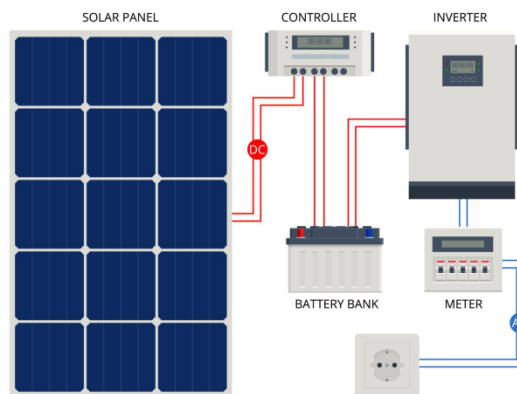 SOLAR PANEL
CONTROLLER
INVERTER
DC
BATTERY BANK
METER